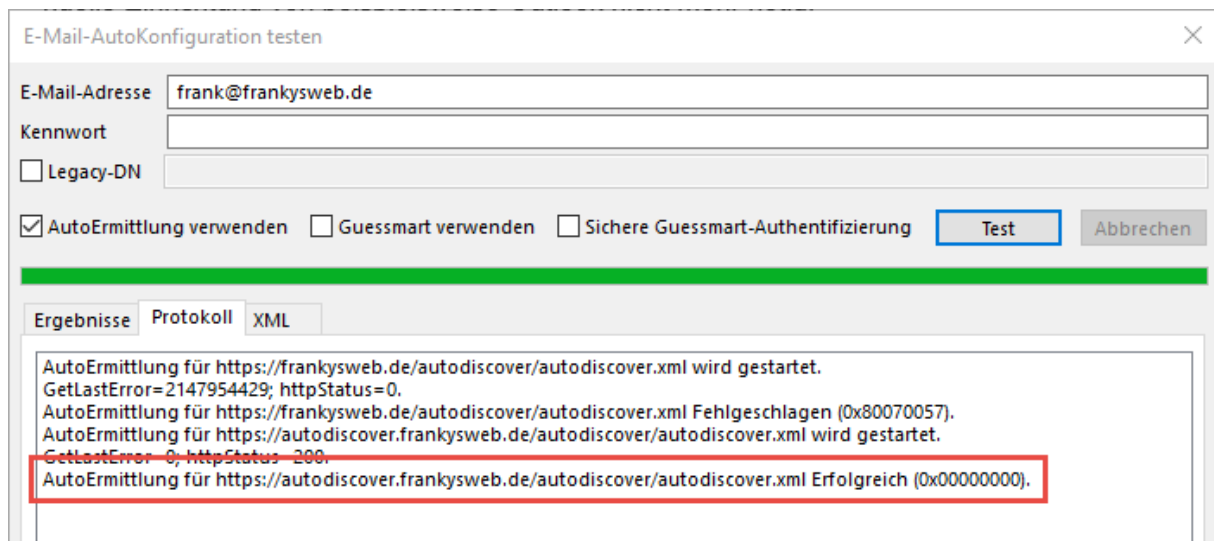 E-Mail-AutoKonfiguration testen
E-Mail-Adresse frank@frankysweb.de
Kennwort
Legacy-DN
AutoErmittlung verwenden Guessmart verwenden Sichere Guessmart-Authentifizierung Test Abbrechen
Ergebnisse Protokoll XML
AutoErmittlung für https://frankysweb.de/autodiscover/autodiscover.xml wird gestartet.
GetLastError=2147954429; httpStatus=0.
AutoErmittlung für https://frankysweb.de/autodiscover/autodiscover.xml Fehlgeschlagen (0x80070057).
AutoErmittlung für https://autodiscover.frankysweb.de/autodiscover/autodiscover.xml wird gestartet.
GetLastError=0; httpStatus=200.
AutoErmittlung für https://autodiscover.frankysweb.de/autodiscover/autodiscover.xml Erfolgreich (0x00000000).